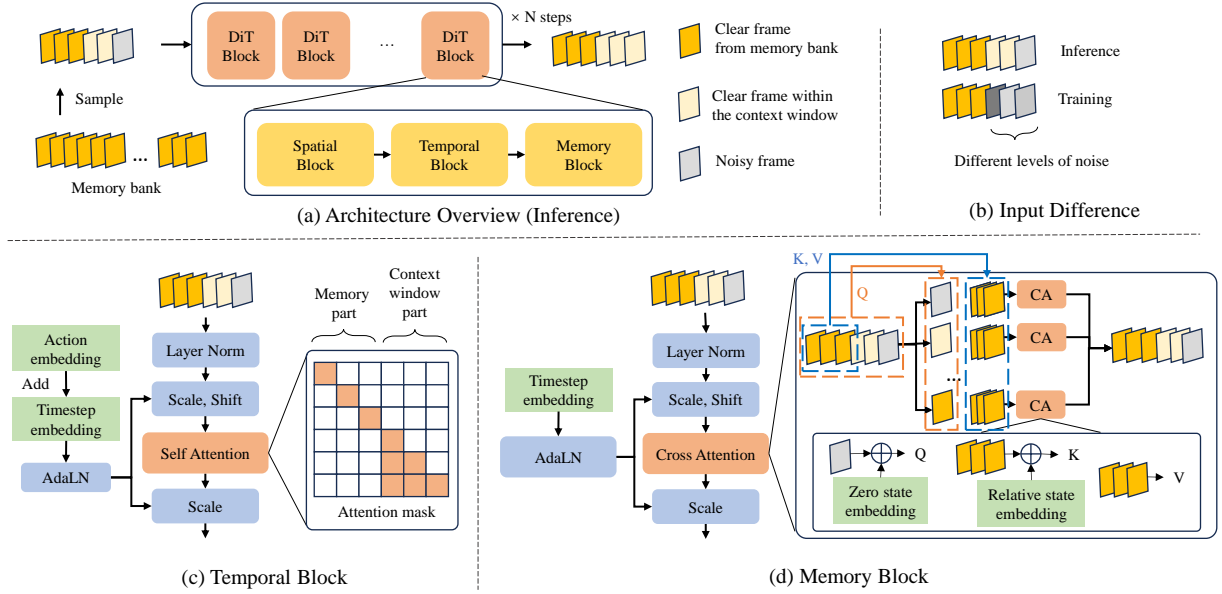 DiT
Block
DiT
Block
...
DiT
Block
× N steps
Sample
Memory bank
...
Spatial
Block
Temporal
Block
Memory
Block
(a) Architecture Overview (Inference)
Clear frame
from memory bank
Clear frame within
the context window
Noisy frame
Inference
Training
Different levels of noise
(b) Input Difference
Action
embedding
Add
Timestep
embedding
AdaLN
Layer Norm
Scale, Shift
Self Attention
Scale
Memory
part
Context
window
part
Attention mask
(c) Temporal Block
Timestep
embedding
AdaLN
Layer Norm
Scale, Shift
Cross Attention
Scale
K, V
Q
...
CA
CA
CA
Q
Zero state
embedding
K
Relative state
embedding
V
(d) Memory Block